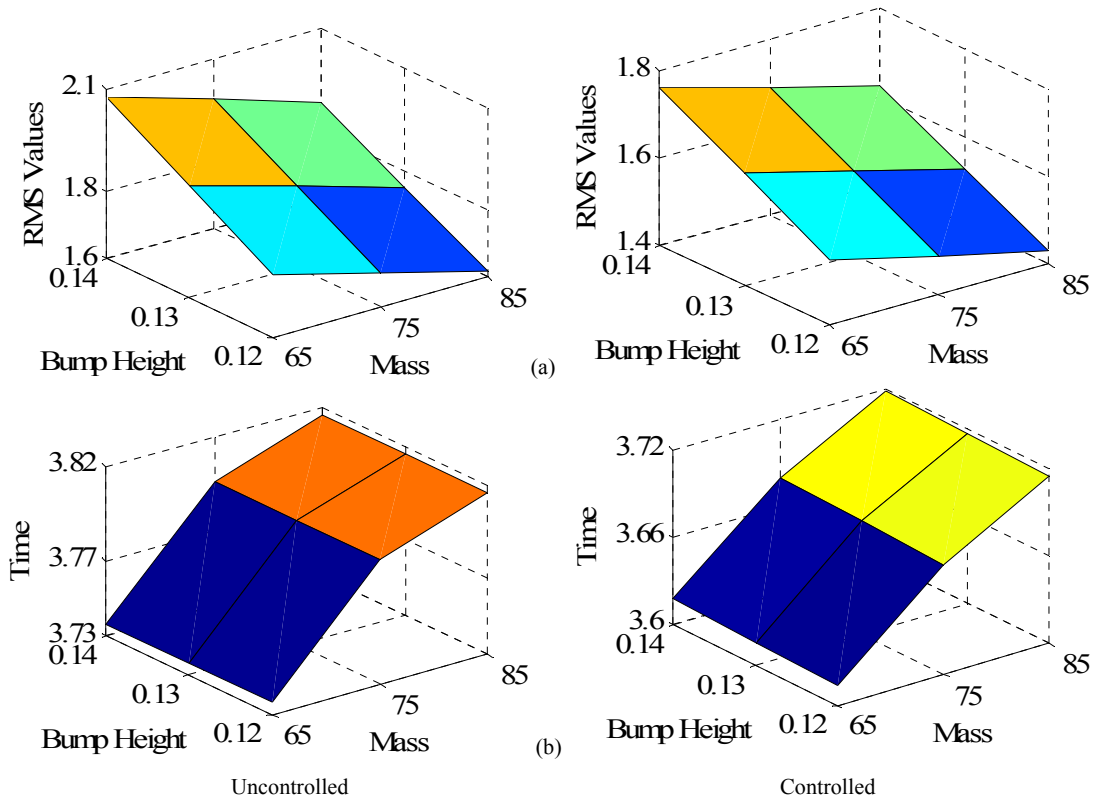 2.1
1.8
1.6
RMS Values
0.14
0.13
0.12
Bump Height
65
75
85
Mass
1.8
1.6
1.4
RMS Values
0.14
0.13
0.12
Bump Height
65
75
85
Mass
(a)
3.82
3.77
3.73
Time
0.14
0.13
0.12
Bump Height
65
75
85
Mass
3.72
3.66
3.6
Time
0.14
0.13
0.12
Bump Height
65
75
85
Mass
(b)
Uncontrolled
Controlled